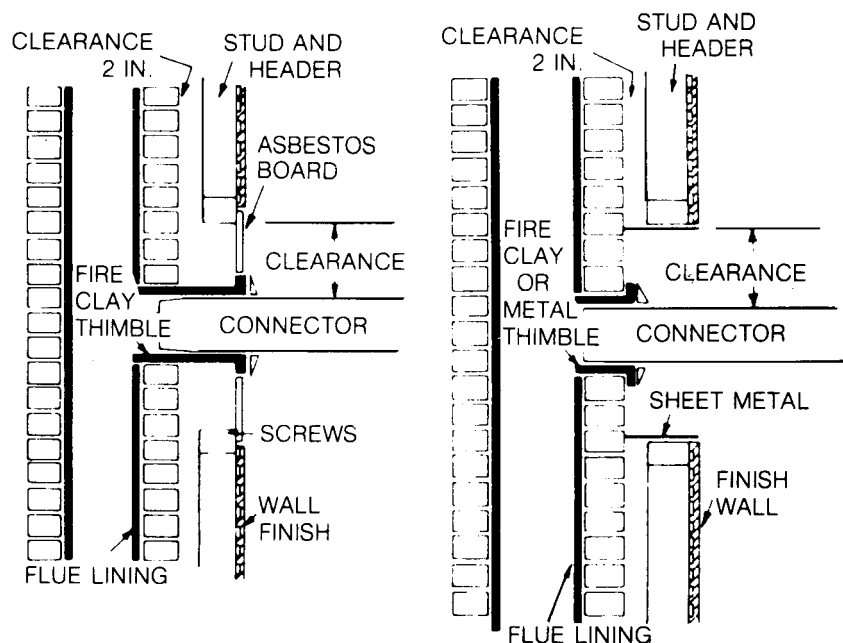 CLEARANCE
2 IN.
STUD AND
HEADER
ASBESTOS
BOARD
CLEARANCE
FIRE
CLAY
THIMBLE
CONNECTOR
SCREWS
WALL
FINISH
FLUE LINING
CLEARANCE
2 IN.
STUD AND
HEADER
FIRE
CLAY
OR
METAL
THIMBLE
CLEARANCE
CONNECTOR
SHEET METAL
FINISH
WALL
FLUE LINING